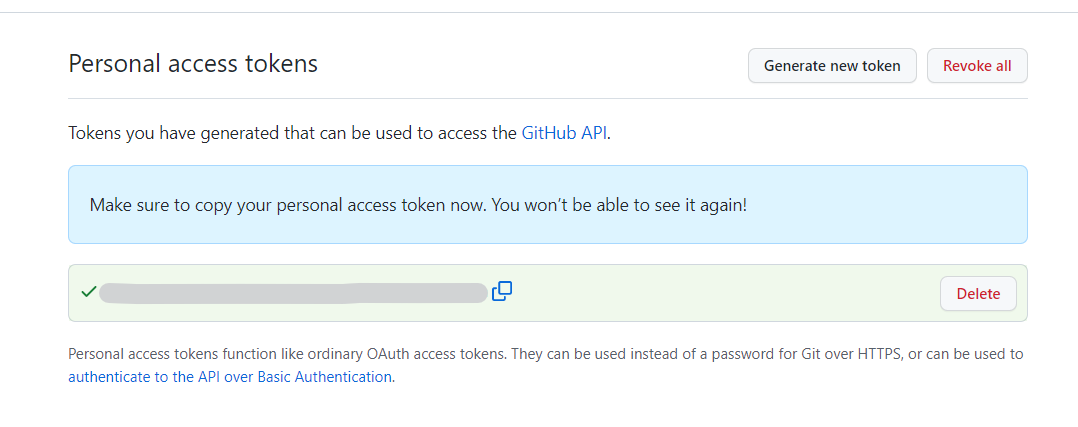 Personal access tokens
Generate new token
Revoke all
Tokens you have generated that can be used to access the GitHub API.
Make sure to copy your personal access token now. You won’t be able to see it again!
Delete
Personal access tokens function like ordinary OAuth access tokens. They can be used instead of a password for Git over HTTPS, or can be used to
authenticate to the API over Basic Authentication.